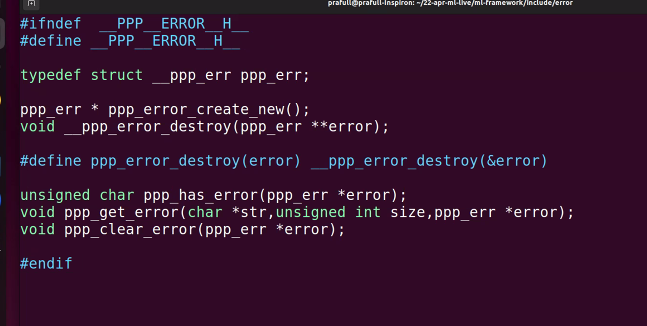 prafull@prafull-Inspiron: ~/22-apr-ml-live/ml-framework/include/error
#ifndef  __PPP__ERROR__H__
#define __PPP__ERROR__H__
typedef struct __ppp_err ppp_err;
ppp_err * ppp_error_create_new();
void __ppp_error_destroy(ppp_err **error);
#define ppp_error_destroy(error) __ppp_error_destroy(&error)
unsigned char ppp_has_error(ppp_err *error);
void ppp_get_error(char *str,unsigned int size,ppp_err *error);
void ppp_clear_error(ppp_err *error);
#endif